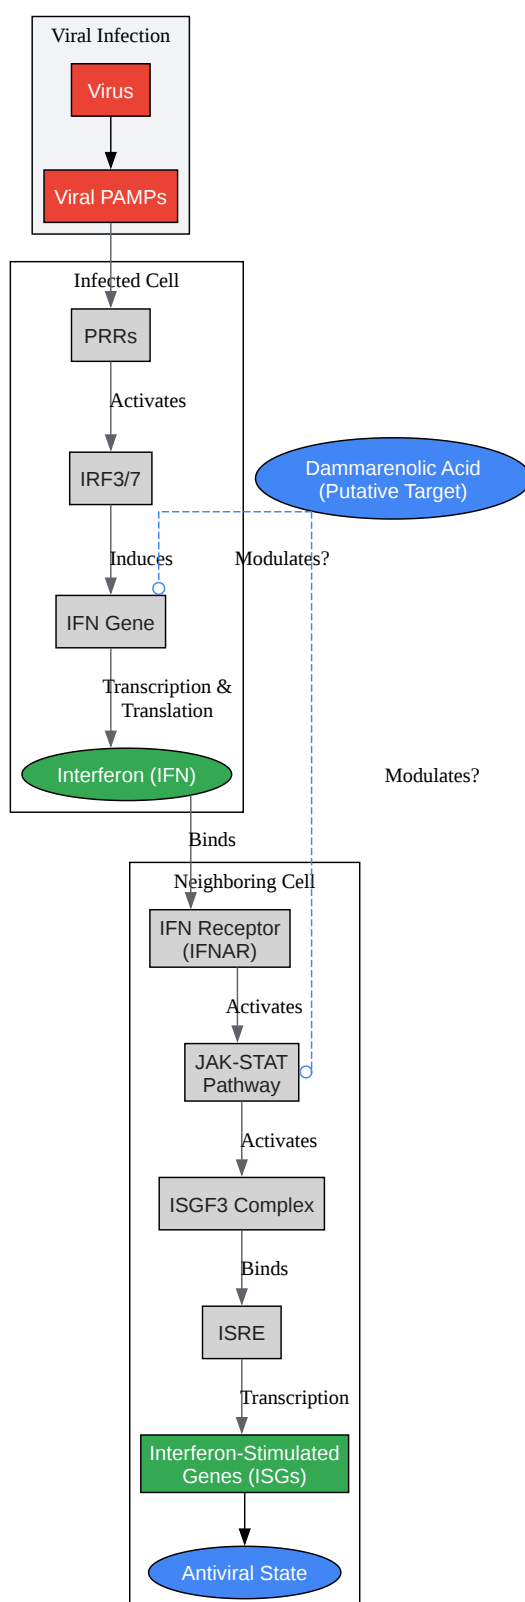 Viral Infection
Virus
Viral PAMPs
Infected Cell
PRRs
Activates
IRF3/7
Dammarenolic Acid
(Putative Target)
Induces
Modulates?
IFN Gene
Transcription &
Translation
Interferon (IFN)
Modulates?
Binds
Neighboring Cell
IFN Receptor
(IFNAR)
Activates
JAK-STAT
Pathway
Activates
ISGF3 Complex
Binds
ISRE
Transcription
Interferon-Stimulated
Genes (ISGs)
Antiviral State